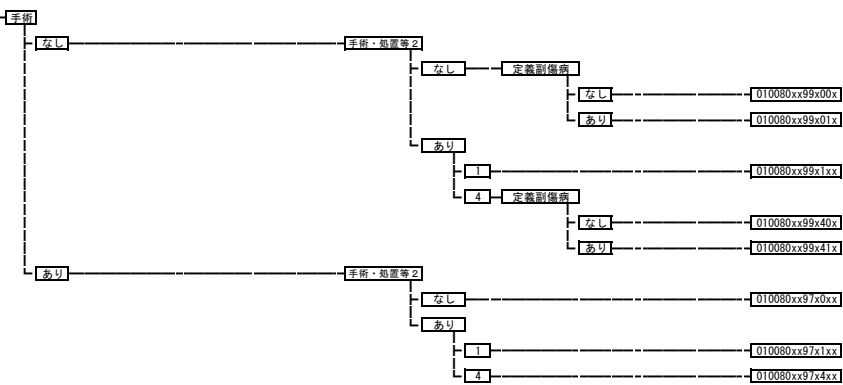 手術
なし
手術・処置等2
なし
定義副傷病
なし
010080xx99x00x
あり
010080xx99x01x
あり
1
010080xx99x1xx
4
定義副傷病
なし
010080xx99x40x
あり
010080xx99x41x
あり
手術・処置等2
なし
010080xx97x0xx
あり
1
010080xx97x1xx
4
010080xx97x4xx